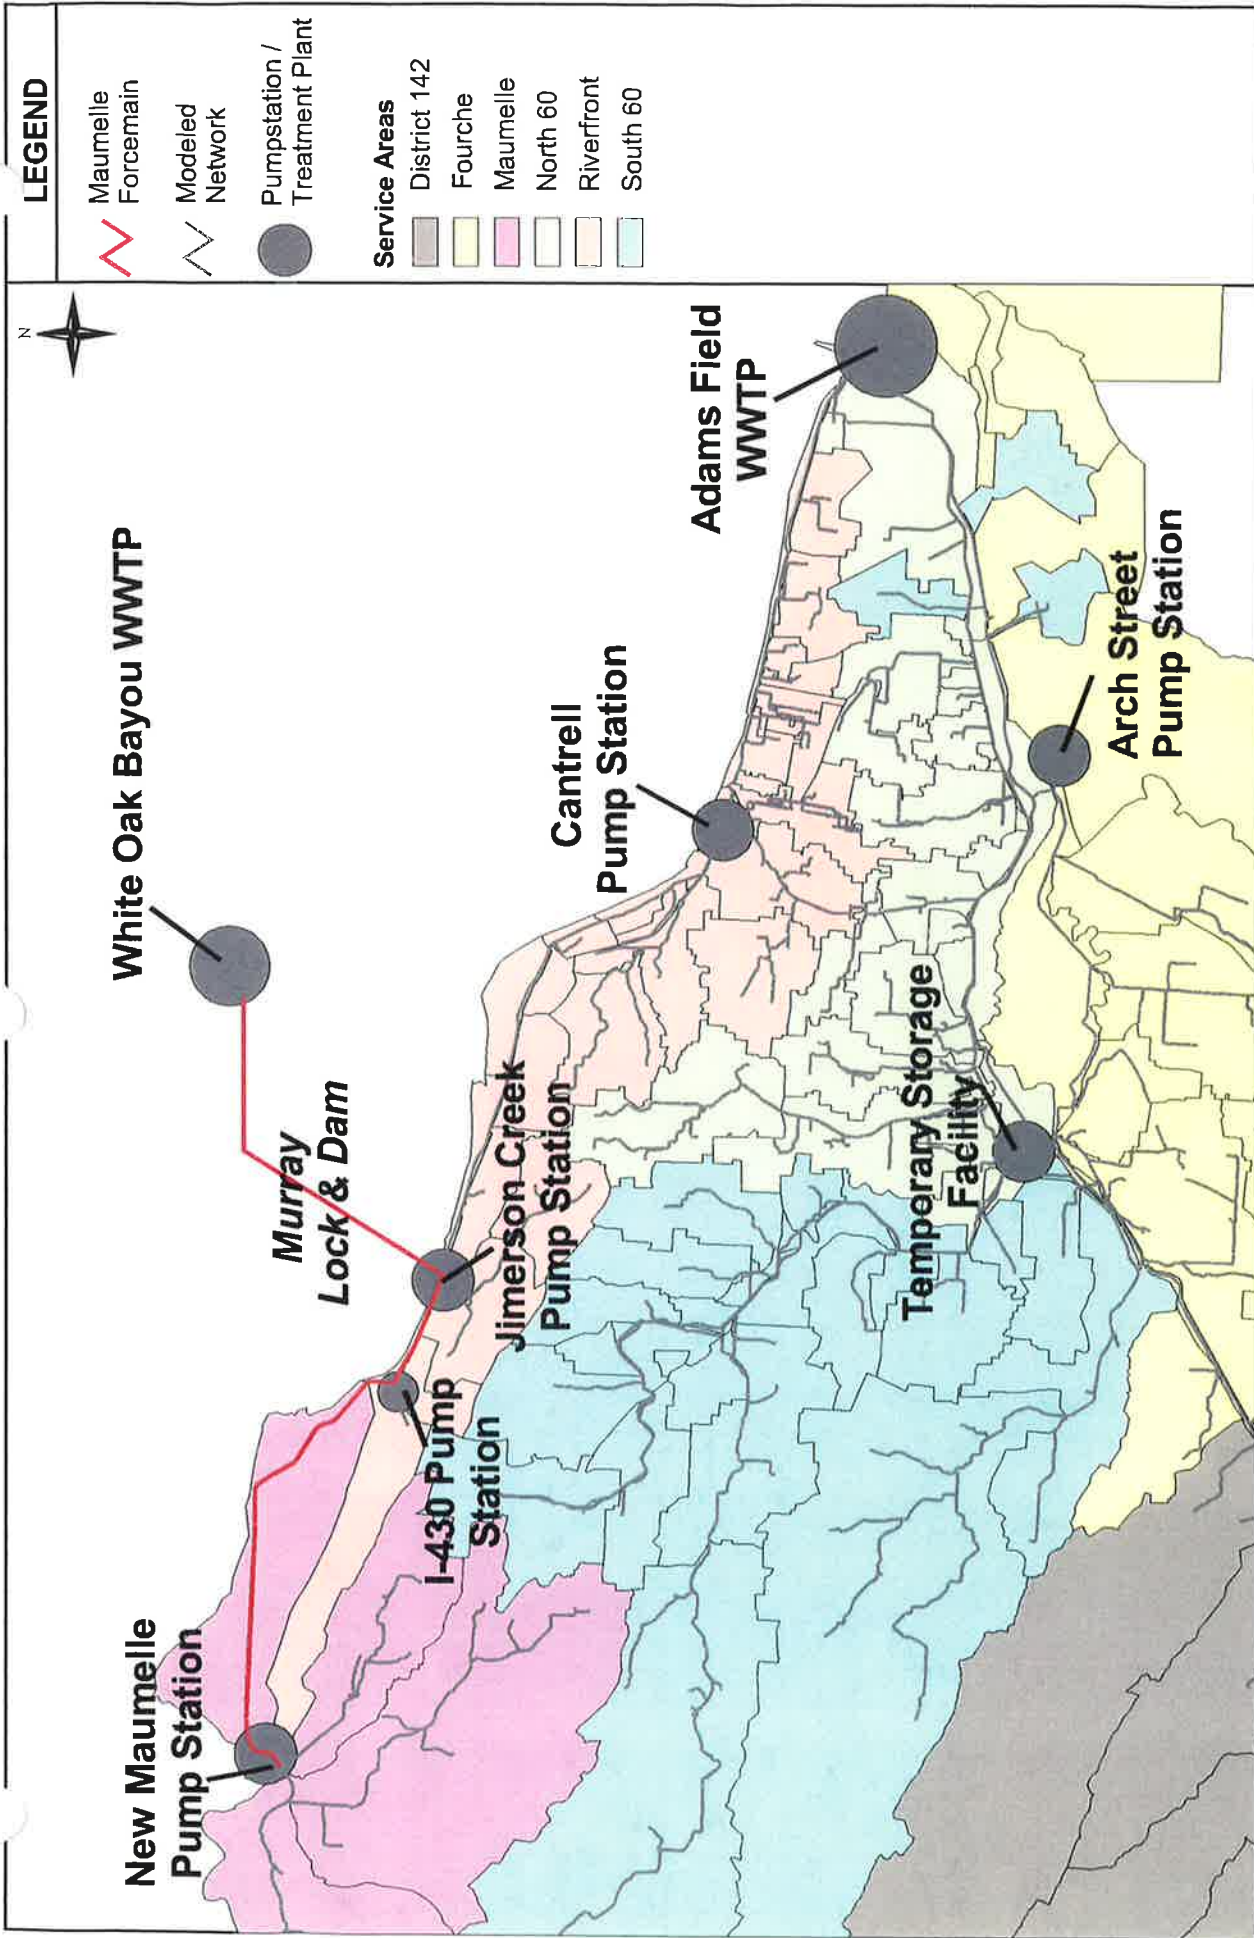 LEGEND
Maumelle
Forcemain
Modeled
Network
Pumpstation /
Treatment Plant
Service Areas
District 142
Fourche
Maumelle
North 60
Riverfront
South 60
N
White Oak Bayou WWTP
New Maumelle
Pump Station
Murray
Lock & Dam
I-430 Pump
Station
Jimerson Creek
Pump Station
Cantrell
Pump Station
Adams Field
WWTP
Temporary Storage
Facility
Arch Street
Pump Station